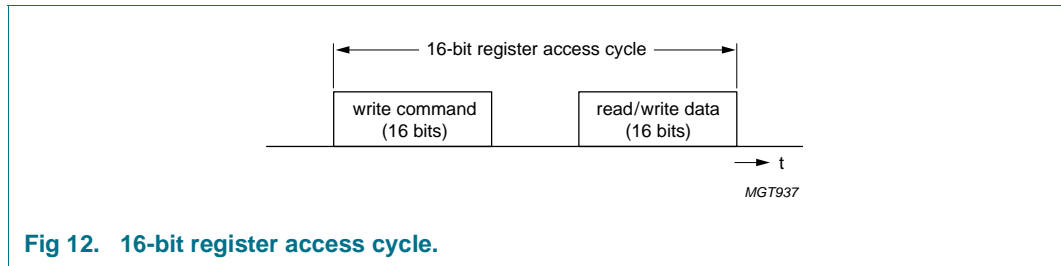 16-bit register access cycle
write command
(16 bits)
read/write data
(16 bits)
t
MGT937
Fig 12. 16-bit register access cycle.